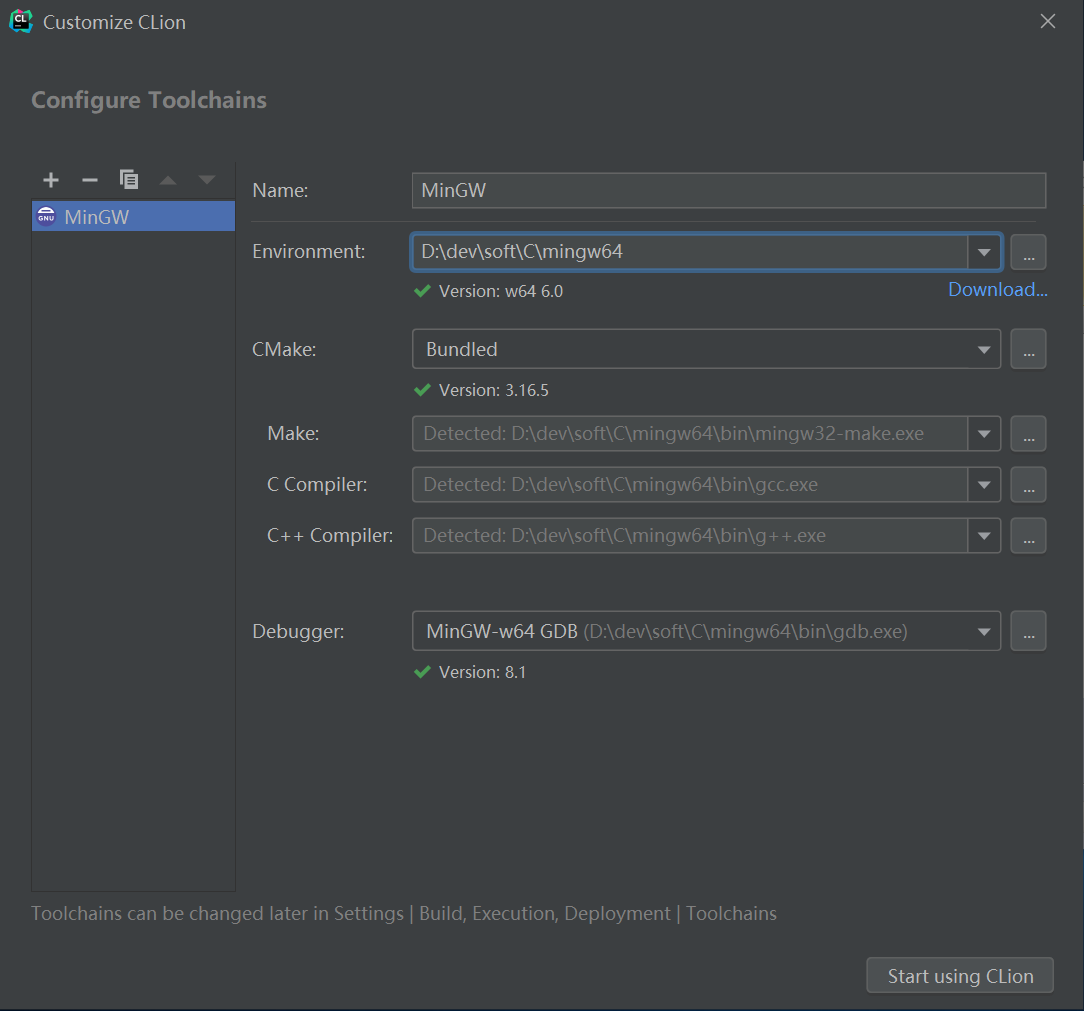 CL Customize CLion
Configure Toolchains
GNU MinGW
Name: MinGW
Environment: D:\dev\soft\C\mingw64 ...
Version: w64 6.0 Download...
CMake: Bundled ...
Version: 3.16.5
Make: Detected: D:\dev\soft\C\mingw64\bin\mingw32-make.exe ...
C Compiler: Detected: D:\dev\soft\C\mingw64\bin\gcc.exe ...
C++ Compiler: Detected: D:\dev\soft\C\mingw64\bin\g++.exe ...
Debugger: MinGW-w64 GDB (D:\dev\soft\C\mingw64\bin\gdb.exe) ...
Version: 8.1
Toolchains can be changed later in Settings | Build, Execution, Deployment | Toolchains
Start using CLion